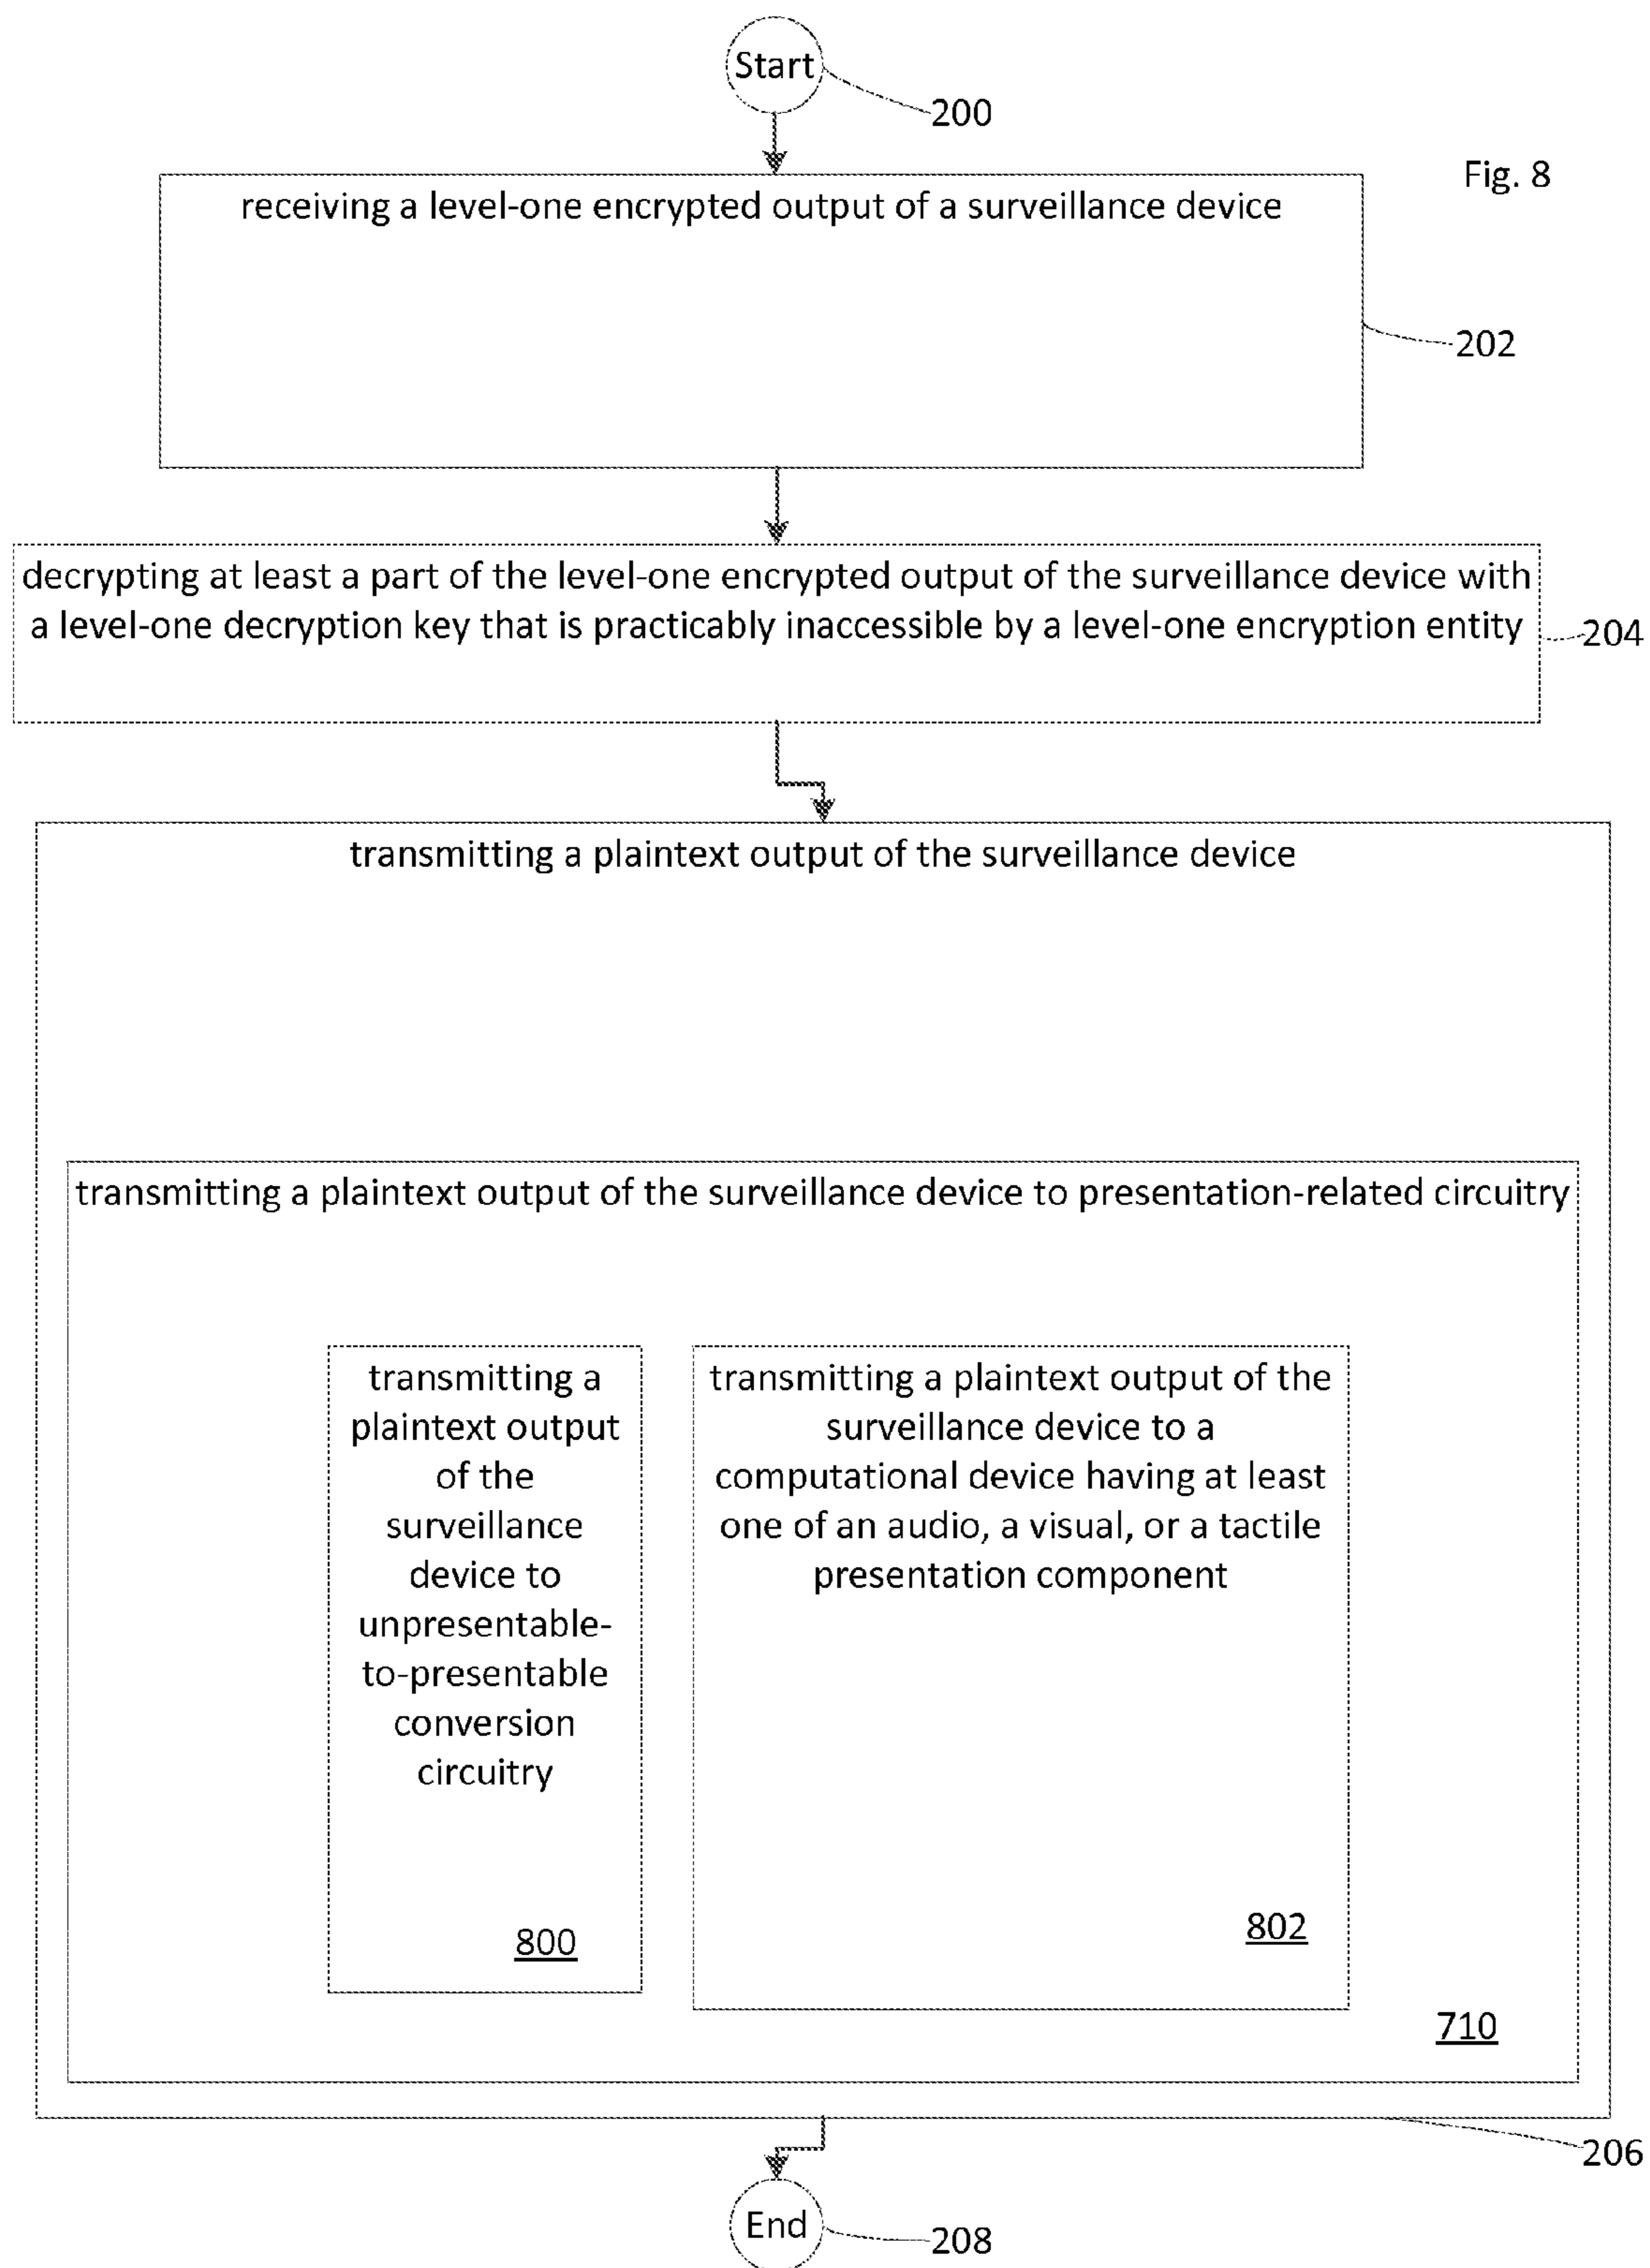 Start
200
Fig. 8
receiving a level-one encrypted output of a surveillance device
202
decrypting at least a part of the level-one encrypted output of the surveillance device with
a level-one decryption key that is practicably inaccessible by a level-one encryption entity
204
transmitting a plaintext output of the surveillance device
transmitting a plaintext output of the surveillance device to presentation-related circuitry
transmitting a
plaintext output
of the
surveillance
device to
unpresentable-
to-presentable
conversion
circuitry
800
transmitting a plaintext output of the
surveillance device to a
computational device having at least
one of an audio, a visual, or a tactile
presentation component
802
710
206
End
208